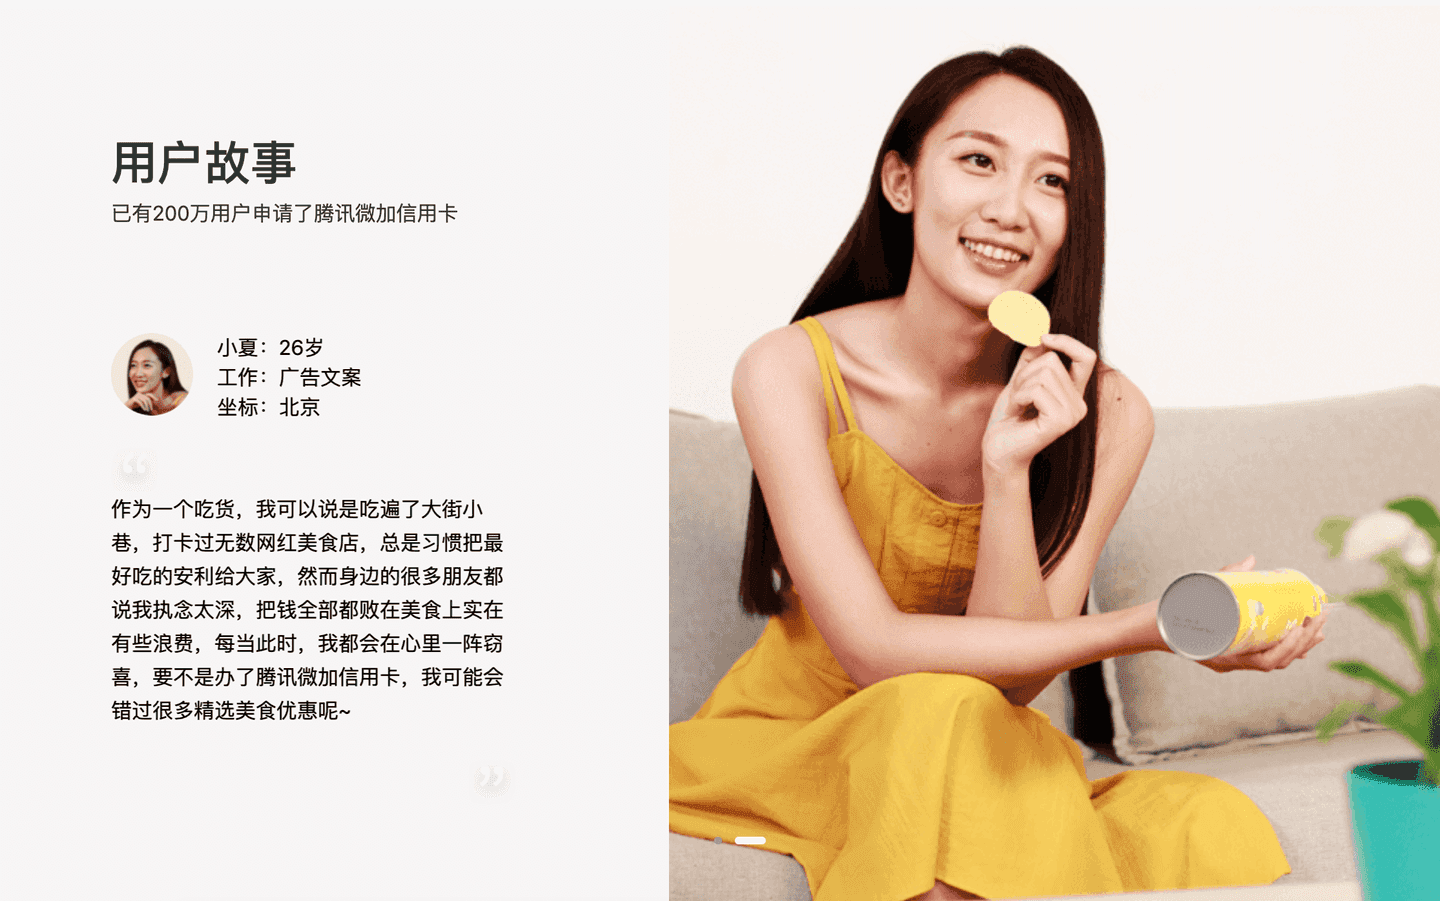 用户故事
已有200万用户申请了腾讯微加信用卡
小夏：26岁
工作：广告文案
坐标：北京
“
作为一个吃货，我可以说是吃遍了大街小
巷，打卡过无数网红美食店，总是习惯把最
好吃的安利给大家，然而身边的很多朋友都
说我执念太深，把钱全部都败在美食上实在
有些浪费，每当此时，我都会在心里一阵窃
喜，要不是办了腾讯微加信用卡，我可能会
错过很多精选美食优惠呢~
”